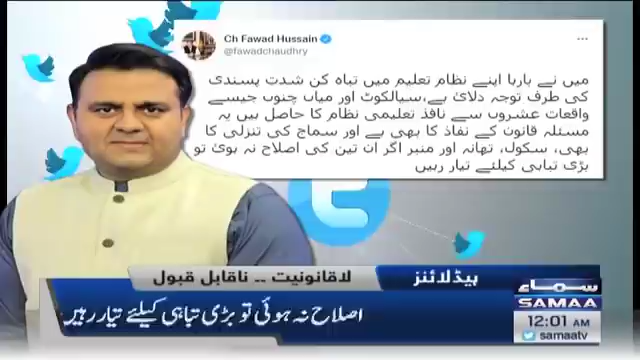 Ch Fawad Hussain
@fawadchaudhry
میں نے بارہا اپنے نظام تعلیم میں تباہ کن شدت پسندی
کی طرف توجہ دلائ ہے،سیالکوٹ اور میاں چنوں جیسے
واقعات عشروں سے نافذ تعلیمی نظام کا حاصل ہیں یہ
مسئلہ قانون کے نفاذ کا بھی ہے اور سماج کی تنزلی کا
بھی، سکول، تھانہ اور منبر اگر ان تین کی اصلاح نہ ہوئ تو
بڑی تباہی کیلئے تیار رہیں
ہیڈلائنز
لاقانونیت .. ناقابل قبول
اصلاح نہ ہوئی تو بڑی تباہی کیلئے تیار رہیں
سماء
SAMAA
12:01 AM
samaatv